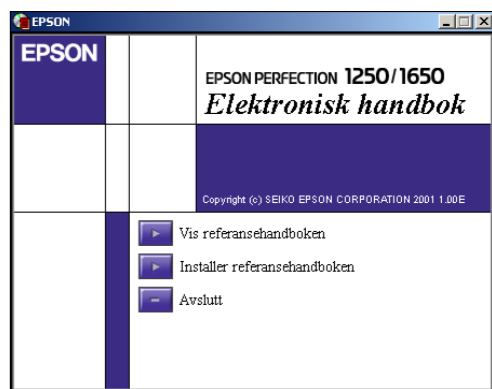 EPSON
EPSON
EPSON PERFECTION 1250/1650
Elektronisk handbok
Copyright (c) SEIKO EPSON CORPORATION 2001 1.00E
Vis referansehandboken
Installer referansehandboken
Avslutt